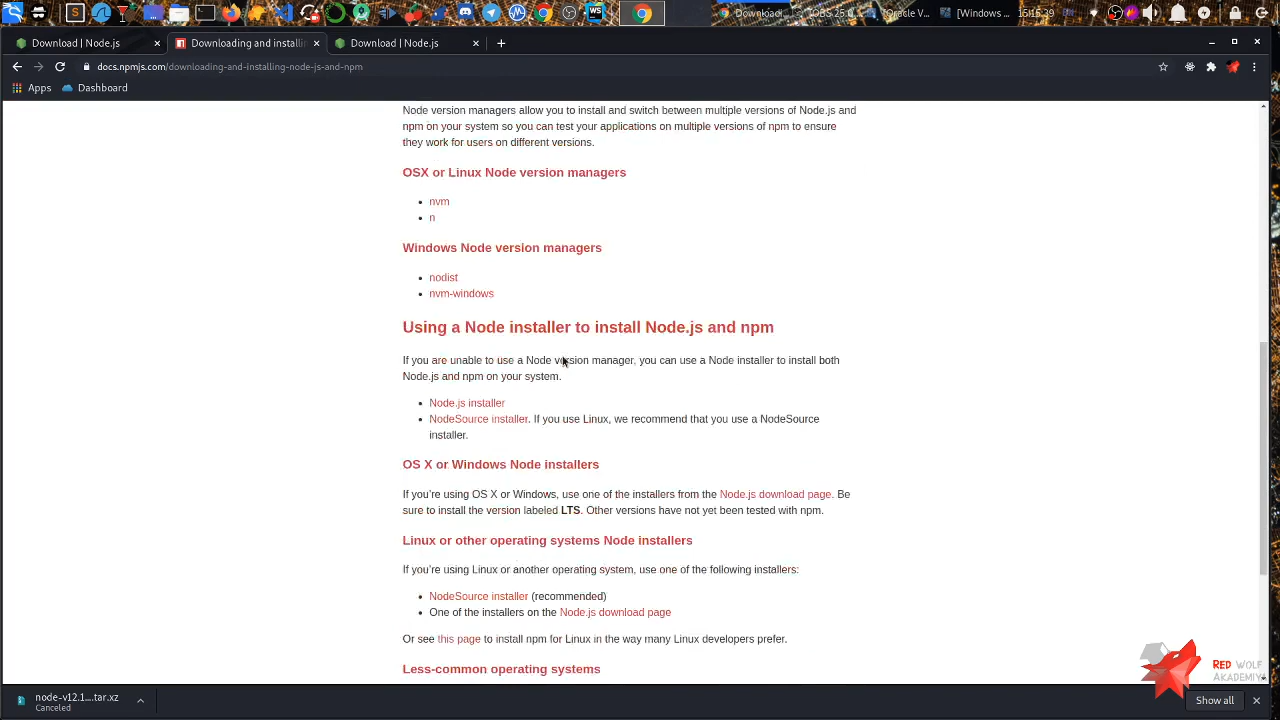 Downloadi...
OBS 25.0...
[Oracle V...
[Windows ...
15:15:39
Download | Node.js
Downloading and installin
Download | Node.js
docs.npmjs.com/downloading-and-installing-node-js-and-npm
Apps
Dashboard
Node version managers allow you to install and switch between multiple versions of Node.js and
npm on your system so you can test your applications on multiple versions of npm to ensure
they work for users on different versions.
OSX or Linux Node version managers
• nvm
• n
Windows Node version managers
• nodist
• nvm-windows
Using a Node installer to install Node.js and npm
If you are unable to use a Node version manager, you can use a Node installer to install both
Node.js and npm on your system.
• Node.js installer
• NodeSource installer. If you use Linux, we recommend that you use a NodeSource
installer.
OS X or Windows Node installers
If you're using OS X or Windows, use one of the installers from the Node.js download page. Be
sure to install the version labeled LTS. Other versions have not yet been tested with npm.
Linux or other operating systems Node installers
If you're using Linux or another operating system, use one of the following installers:
• NodeSource installer (recommended)
• One of the installers on the Node.js download page
Or see this page to install npm for Linux in the way many Linux developers prefer.
Less-common operating systems
RED WOLF
AKADEMIYA
node-v12.1....tar.xz
Canceled
Show all